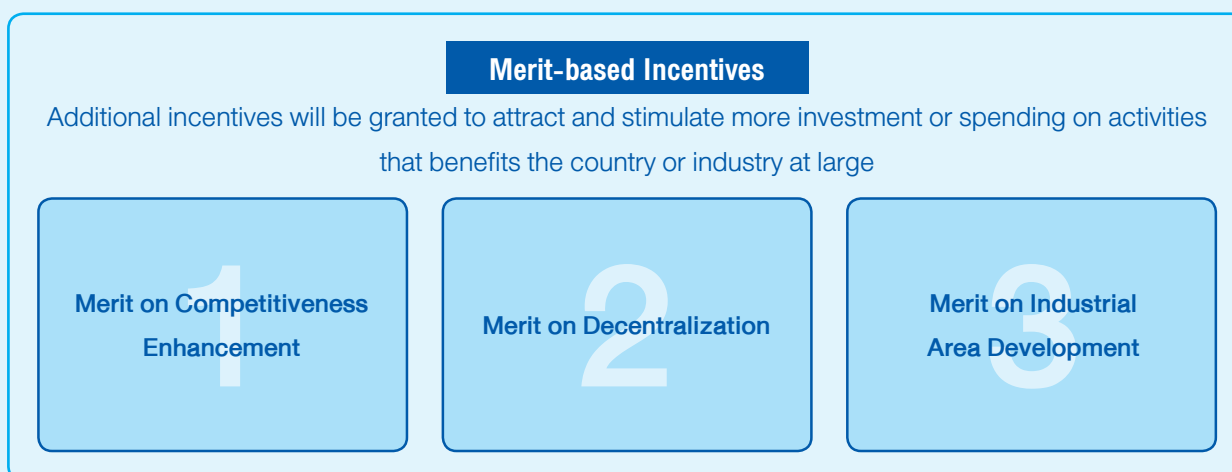 Merit-based Incentives
Additional incentives will be granted to attract and stimulate more investment or spending on activities
that benefits the country or industry at large
1
Merit on Competitiveness
Enhancement
2
Merit on Decentralization
3
Merit on Industrial
Area Development